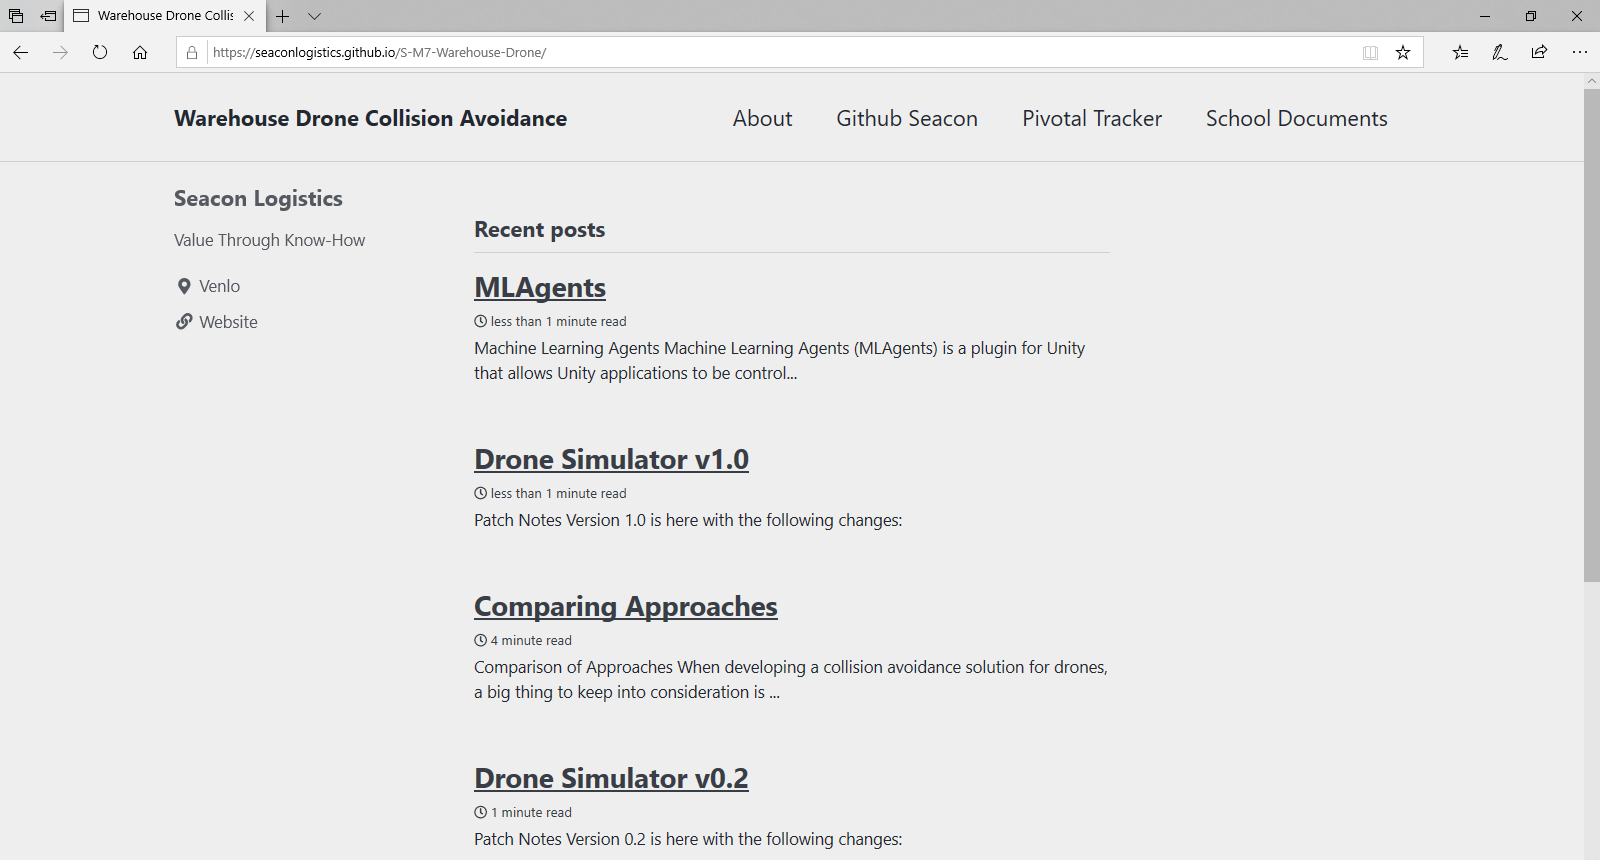 Warehouse Drone Collis
https://seaconlogistics.github.io/S-M7-Warehouse-Drone/
Warehouse Drone Collision Avoidance
About
Github Seacon
Pivotal Tracker
School Documents
Seacon Logistics
Value Through Know-How
Venlo
Website
Recent posts
MLAgents
less than 1 minute read
Machine Learning Agents Machine Learning Agents (MLAgents) is a plugin for Unity
that allows Unity applications to be control...
Drone Simulator v1.0
less than 1 minute read
Patch Notes Version 1.0 is here with the following changes:
Comparing Approaches
4 minute read
Comparison of Approaches When developing a collision avoidance solution for drones,
a big thing to keep into consideration is ...
Drone Simulator v0.2
1 minute read
Patch Notes Version 0.2 is here with the following changes: